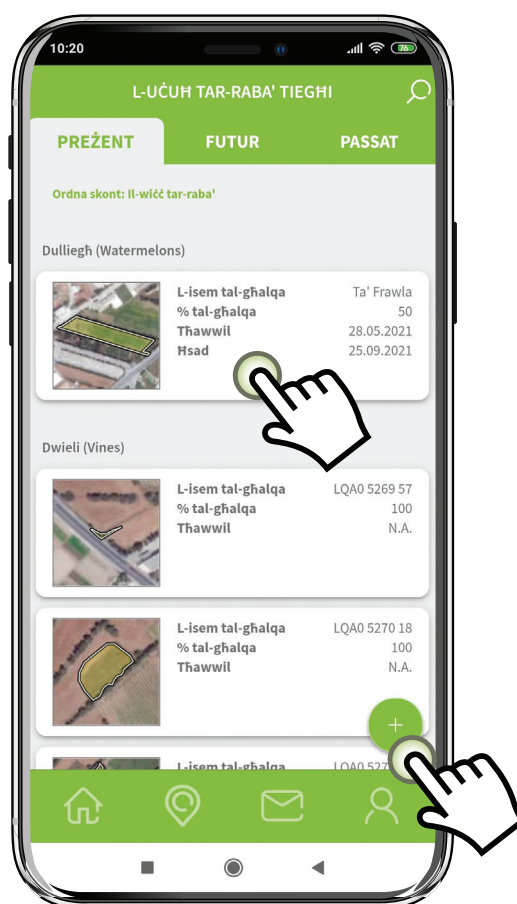 10:20
76
L-UĊUĦ TAR-RABA' TIEGĦI
PREŻENT FUTUR PASSAT
Ordna skont: Il-wiċċ tar-raba'
Dulliegħ (Watermelons)
L-isem tal-għalqa Ta' Frawla
% tal-għalqa 50
Tħawwil 28.05.2021
Ħsad 25.09.2021
Dwieli (Vines)
L-isem tal-għalqa LQA0 5269 57
% tal-għalqa 100
Tħawwil N.A.
L-isem tal-għalqa LQA0 5270 18
% tal-għalqa 100
Tħawwil N.A.
+
L-isem tal-għalqa LQA0